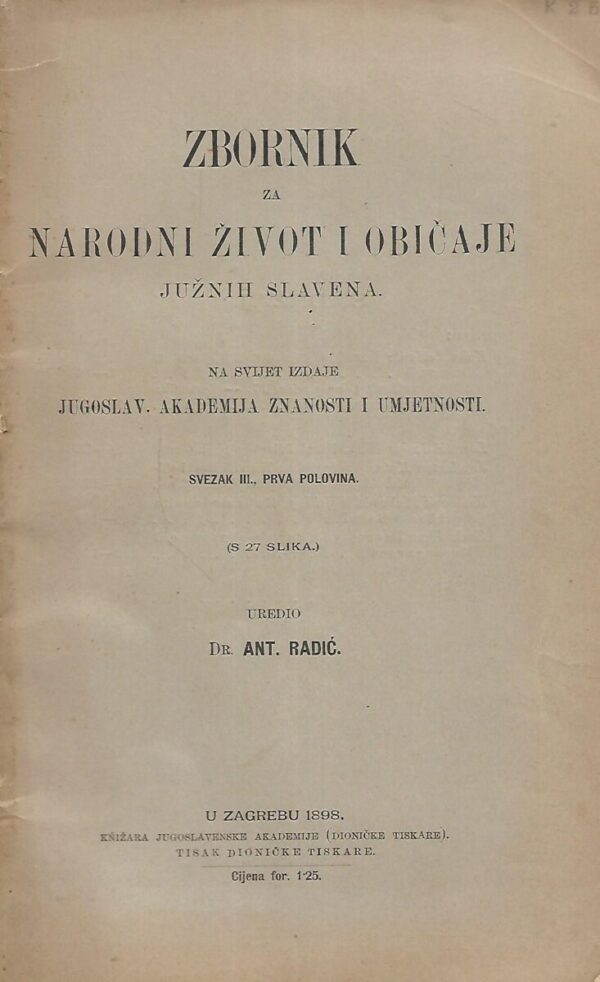 ZBORNIK
ZA
NARODNI ŽIVOT I OBIČAJE
JUŽNIH SLAVENA.
NA SVIJET IZDAJE
JUGOSLAV. AKADEMIJA ZNANOSTI I UMJETNOSTI.
SVEZAK III., PRVA POLOVINA.
(S 27 SLIKA.)
UREDIO
DR. ANT. RADIĆ.
U ZAGREBU 1898.
KŃIŽARA JUGOSLAVENSKE AKADEMIJE (DIONIČKE TISKARE).
TISAK DIONIČKE TISKARE.
Cijena for. 1·25.